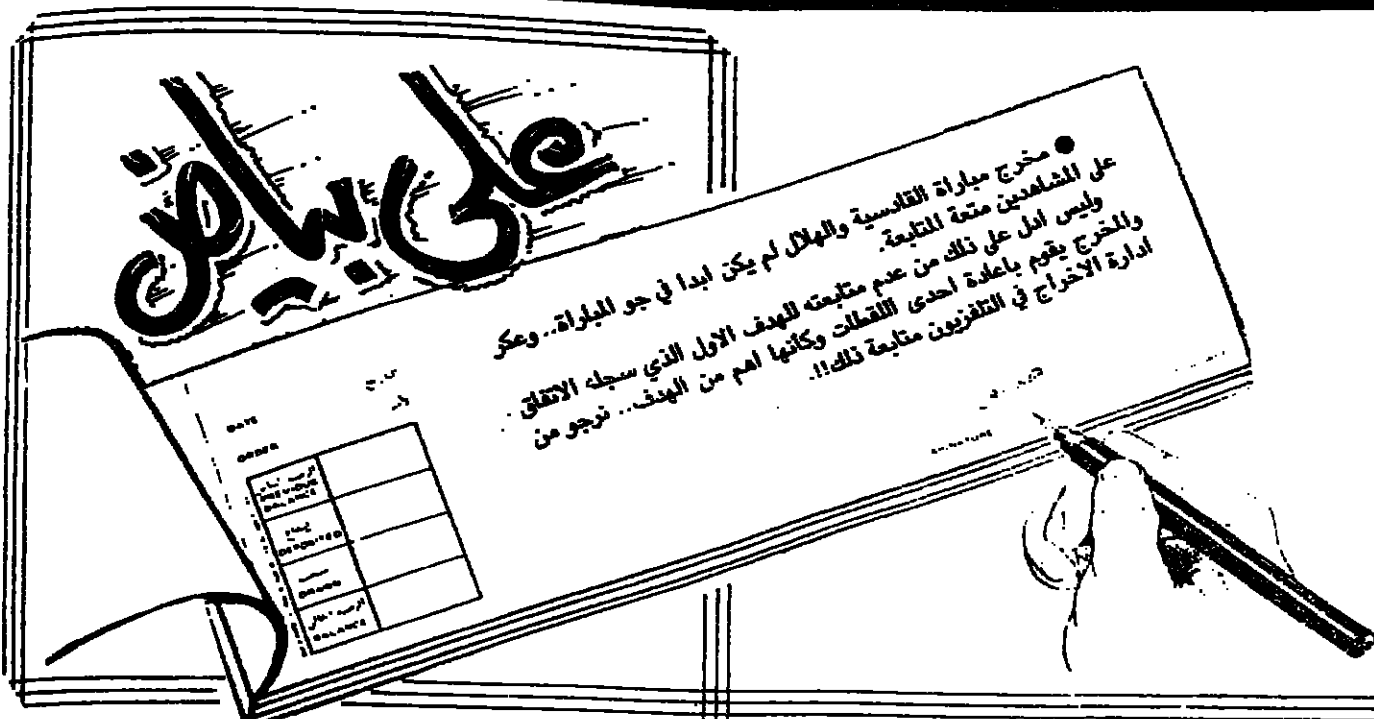 على بياض
● مخرج مباراة القادسية والهلال لم يكن ابدا في جو المباراة.. وعكر
على المشاهدين متعة المتابعة.
وليس ادل على ذلك من عدم متابعته للهدف الاول الذي سجله الاتفاق
والمخرج يقوم باعادة احدى اللقطات وكأنها اهم من الهدف.. نرجو من
ادارة الاخراج في التلفزيون متابعة ذلك!!.
DATE
ORDER
PREVIOUS
BALANCE
DEPOSITED
BALANCE
SIGNATURE